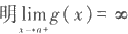 明 lim g(x) = ∞
x→a⁺